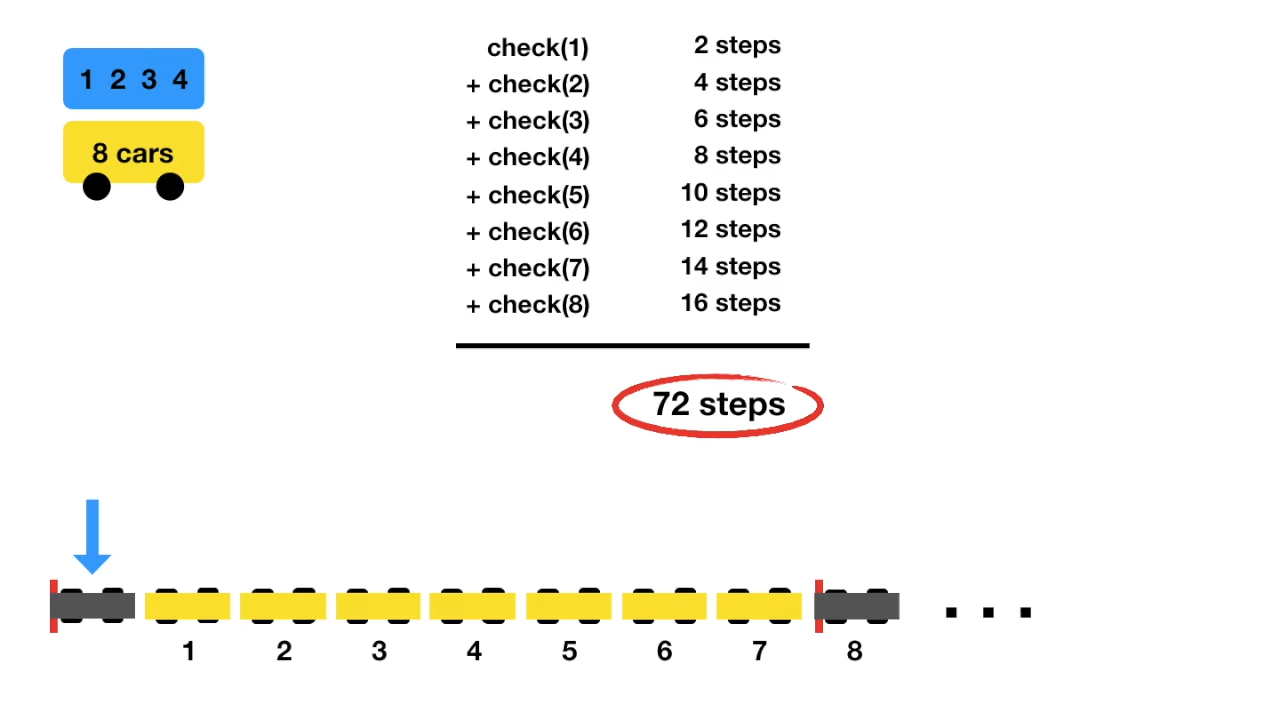 1 2 3 4
8 cars
check(1) 2 steps
+ check(2) 4 steps
+ check(3) 6 steps
+ check(4) 8 steps
+ check(5) 10 steps
+ check(6) 12 steps
+ check(7) 14 steps
+ check(8) 16 steps
72 steps
. . .
1 2 3 4 5 6 7 8